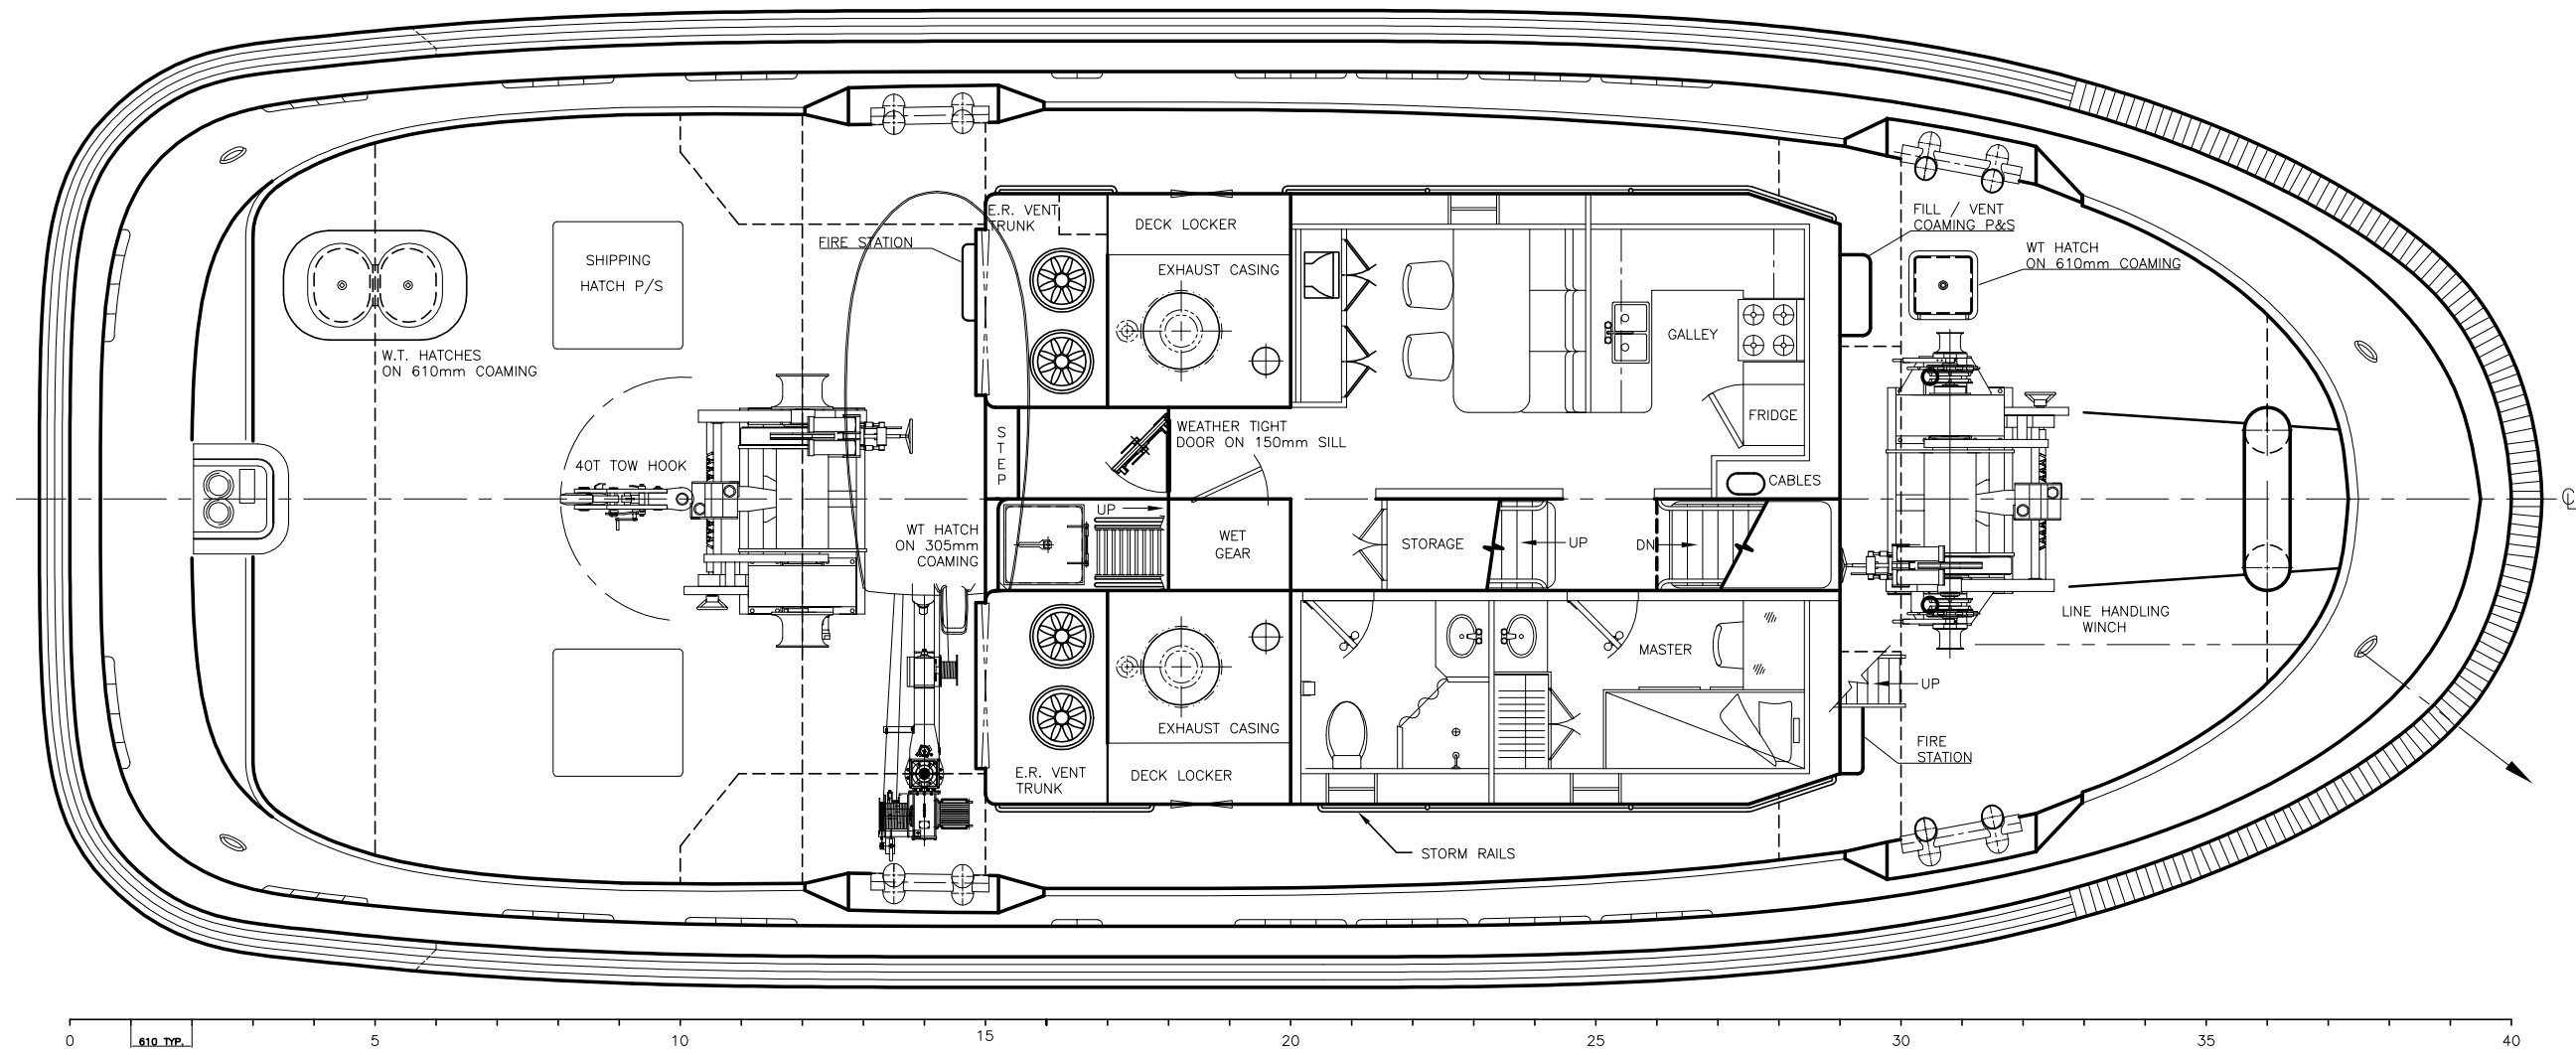 E.R. VENT
TRUNK
DECK LOCKER
FILL / VENT
COAMING P&S
FIRE STATION
WT HATCH
ON 610mm COAMING
SHIPPING
HATCH P/S
EXHAUST CASING
GALLEY
W.T. HATCHES
ON 610mm COAMING
FRIDGE
STEP
WEATHER TIGHT
DOOR ON 150mm SILL
40T TOW HOOK
CABLES
℄
UP
WT HATCH
ON 305mm
COAMING
WET
GEAR
STORAGE
UP
DN
LINE HANDLING
WINCH
MASTER
UP
EXHAUST CASING
FIRE
STATION
E.R. VENT
TRUNK
DECK LOCKER
STORM RAILS
0 610 TYP. 5 10 15 20 25 30 35 40